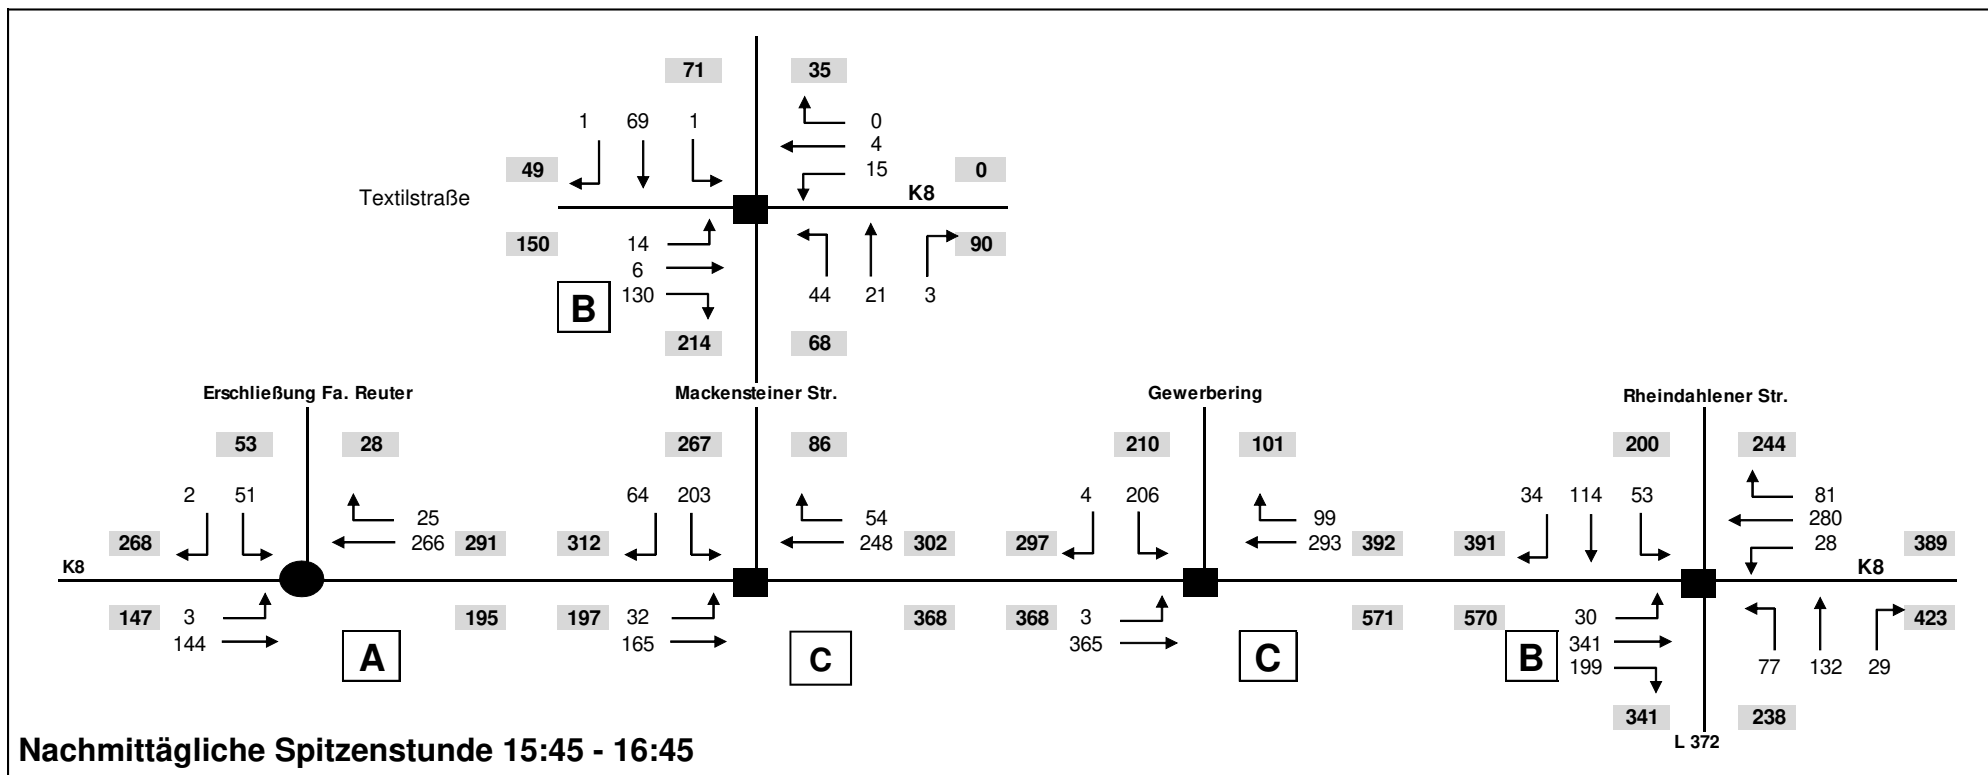 71 35
1 69 1 0
4
49 15 0
Textilstraße K8
150 14 90
6
B 130 44 21 3
214 68
Erschließung Fa. Reuter Mackensteiner Str. Gewerbering Rheindahlener Str.
53 28 267 86 210 101 200 244
2 51 64 203 4 206 34 114 53 81
25 54 99 280
268 266 291 312 248 302 297 293 392 391 28 389
K8 K8
147 3 195 197 32 368 368 3 571 570 30 423
144 165 365 341
A C C B 199 77 132 29
341 238
Nachmittägliche Spitzenstunde 15:45 - 16:45 L 372